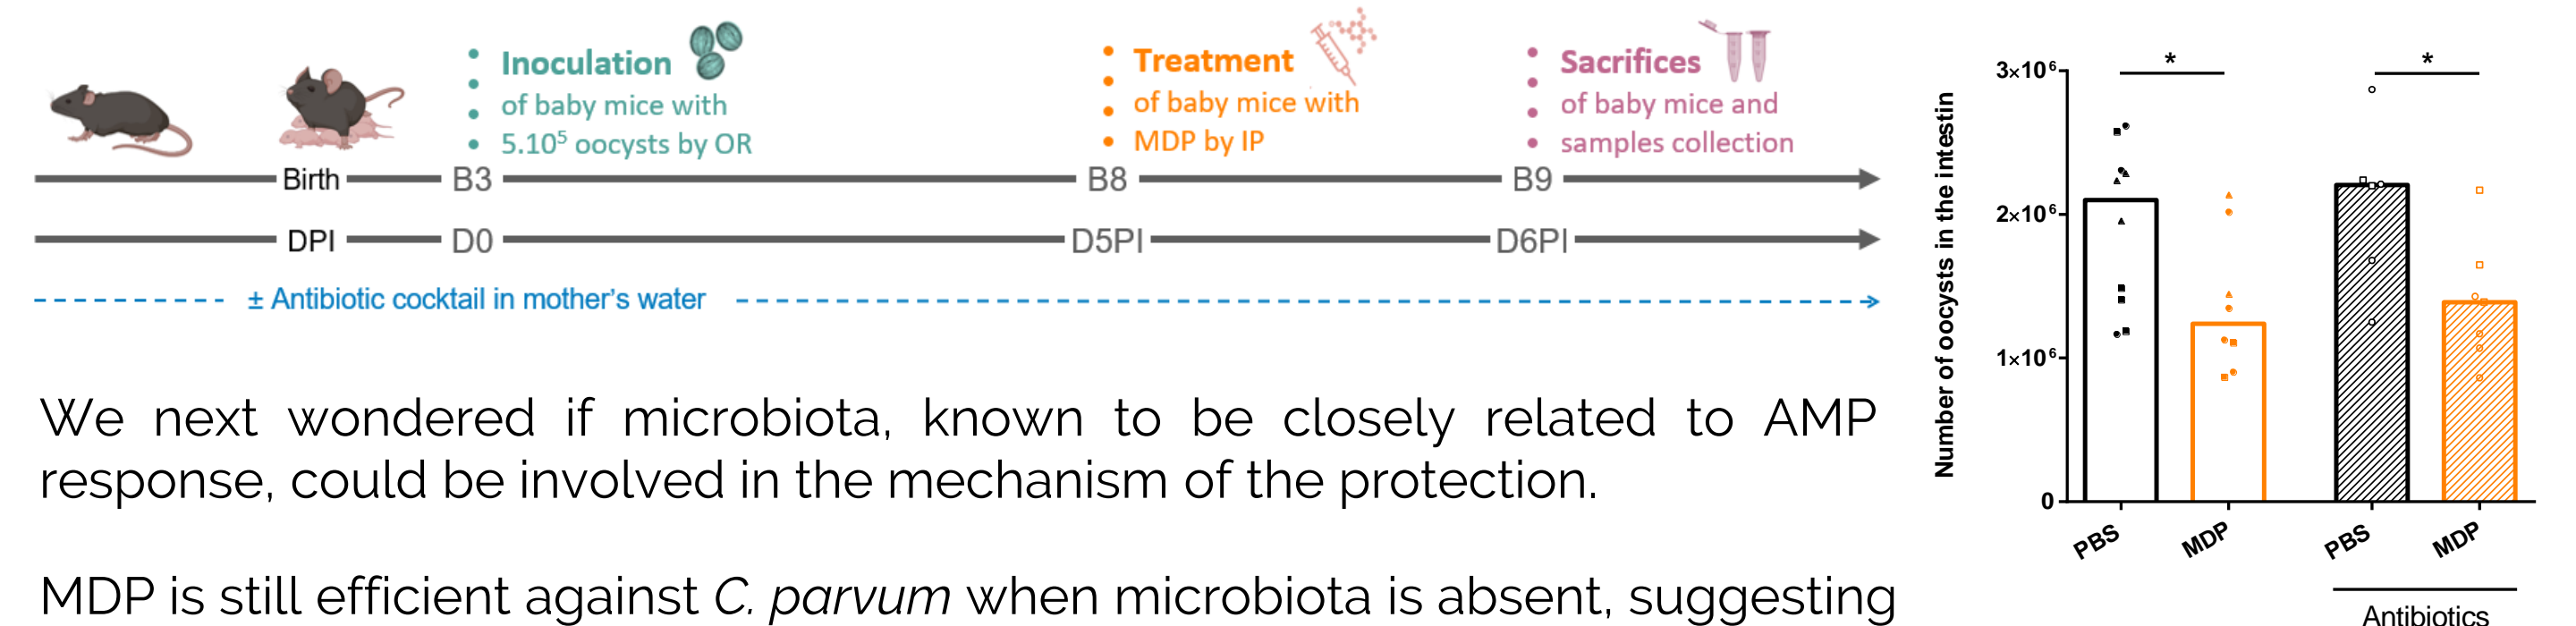 Inoculation
of baby mice with
5.10⁵ oocysts by OR
Treatment
of baby mice with
MDP by IP
Sacrifices
of baby mice and
samples collection
Birth B3 B8 B9
DPI D0 D5PI D6PI
± Antibiotic cocktail in mother's water
We next wondered if microbiota, known to be closely related to AMP
response, could be involved in the mechanism of the protection.
MDP is still efficient against C. parvum when microbiota is absent, suggesting
Number of oocysts in the intestin
3×10⁶
2×10⁶
1×10⁶
0
* *
PBS MDP PBS MDP
Antibiotics